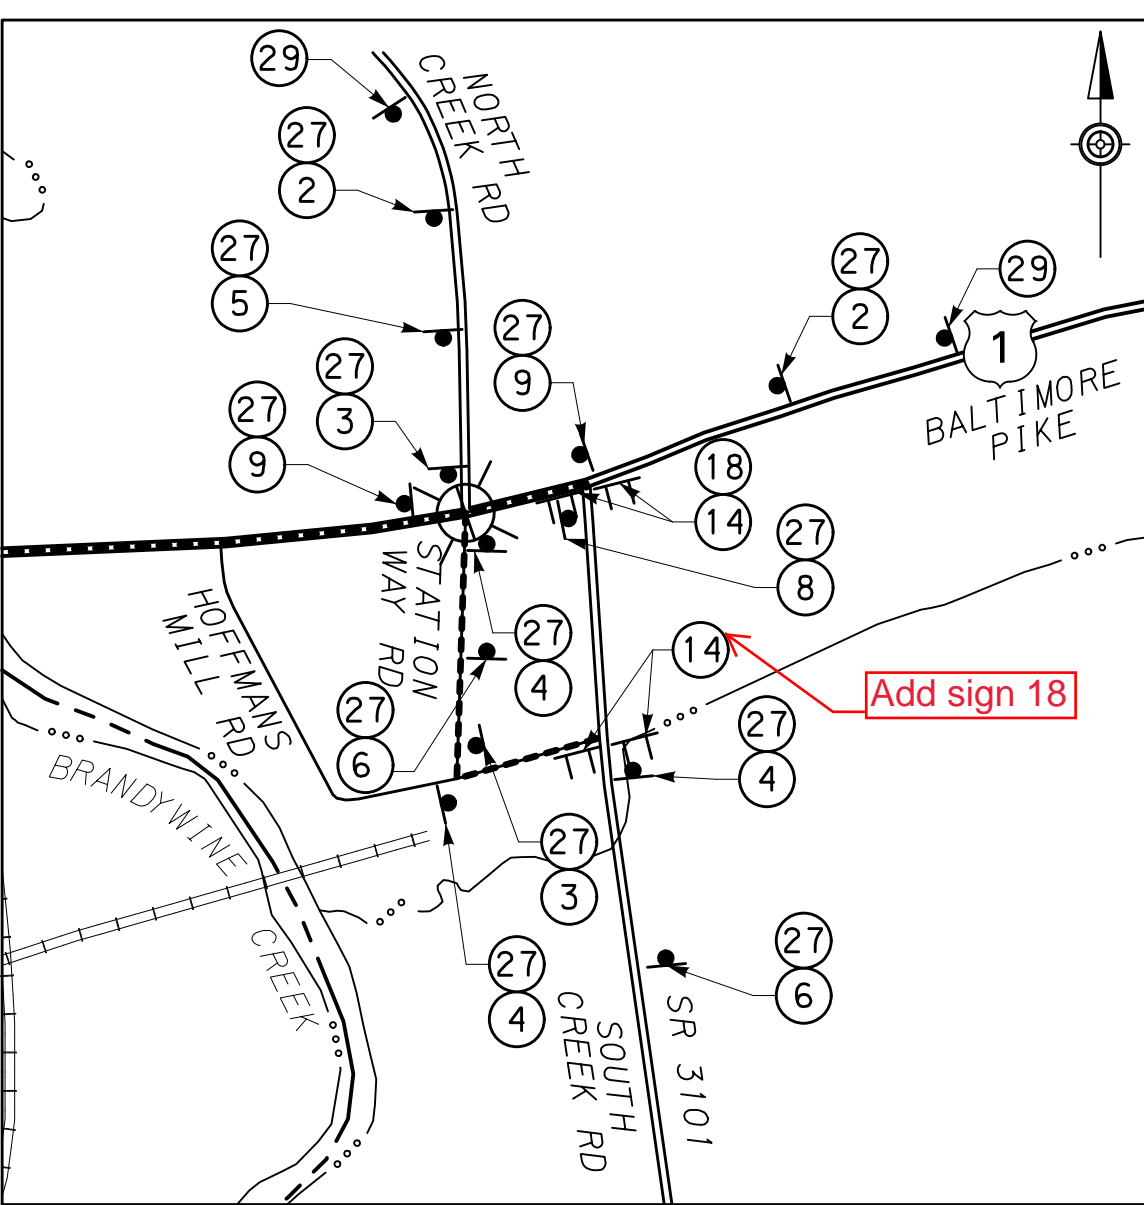 29
NORTH
CREEK RD
27
2
27
5
27
3
27
9
27
9
27
2
29
1
BALTIMORE
PIKE
18
14
27
8
STATION
WAY RD
HOFFMANS
MILL RD
27
4
14
Add sign 18
27
6
27
4
BRANDYWINE
CREEK
27
3
27
4
27
6
SOUTH
CREEK RD
SR 3101